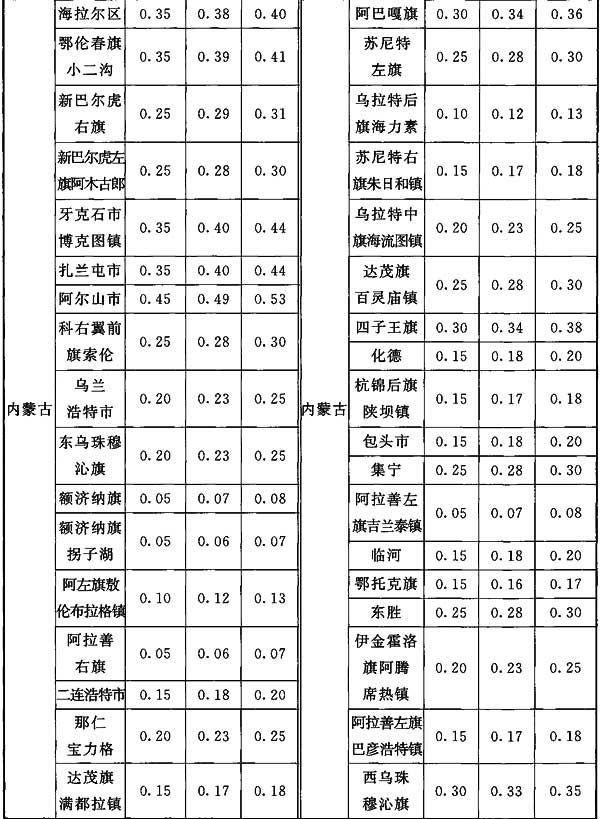 内蒙古
海拉尔区 0.35 0.38 0.40
鄂伦春旗
小二沟 0.35 0.39 0.41
新巴尔虎
右旗 0.25 0.29 0.31
新巴尔虎左
旗阿木古郎 0.25 0.28 0.30
牙克石市
博克图镇 0.35 0.40 0.44
扎兰屯市 0.35 0.40 0.44
阿尔山市 0.45 0.49 0.53
科右翼前
旗索伦 0.25 0.28 0.30
乌兰
浩特市 0.20 0.23 0.25
东乌珠穆
沁旗 0.20 0.23 0.25
额济纳旗 0.05 0.07 0.08
额济纳旗
拐子湖 0.05 0.06 0.07
阿左旗敖
伦布拉格镇 0.10 0.12 0.13
阿拉善
右旗 0.05 0.06 0.07
二连浩特市 0.15 0.18 0.20
那仁
宝力格 0.20 0.23 0.25
达茂旗
满都拉镇 0.15 0.17 0.18
内蒙古
阿巴嘎旗 0.30 0.34 0.36
苏尼特
左旗 0.25 0.28 0.30
乌拉特后
旗海力素 0.10 0.12 0.13
苏尼特右
旗朱日和镇 0.15 0.17 0.18
乌拉特中
旗海流图镇 0.20 0.23 0.25
达茂旗
百灵庙镇 0.25 0.28 0.30
四子王旗 0.30 0.34 0.38
化德 0.15 0.18 0.20
杭锦后旗
陕坝镇 0.15 0.17 0.18
包头市 0.15 0.18 0.20
集宁 0.25 0.28 0.30
阿拉善左
旗吉兰泰镇 0.05 0.07 0.08
临河 0.15 0.18 0.20
鄂托克旗 0.15 0.16 0.17
东胜 0.25 0.28 0.30
伊金霍洛
旗阿腾
席热镇 0.20 0.23 0.25
阿拉善左旗
巴彦浩特镇 0.15 0.17 0.18
西乌珠
穆沁旗 0.30 0.33 0.35